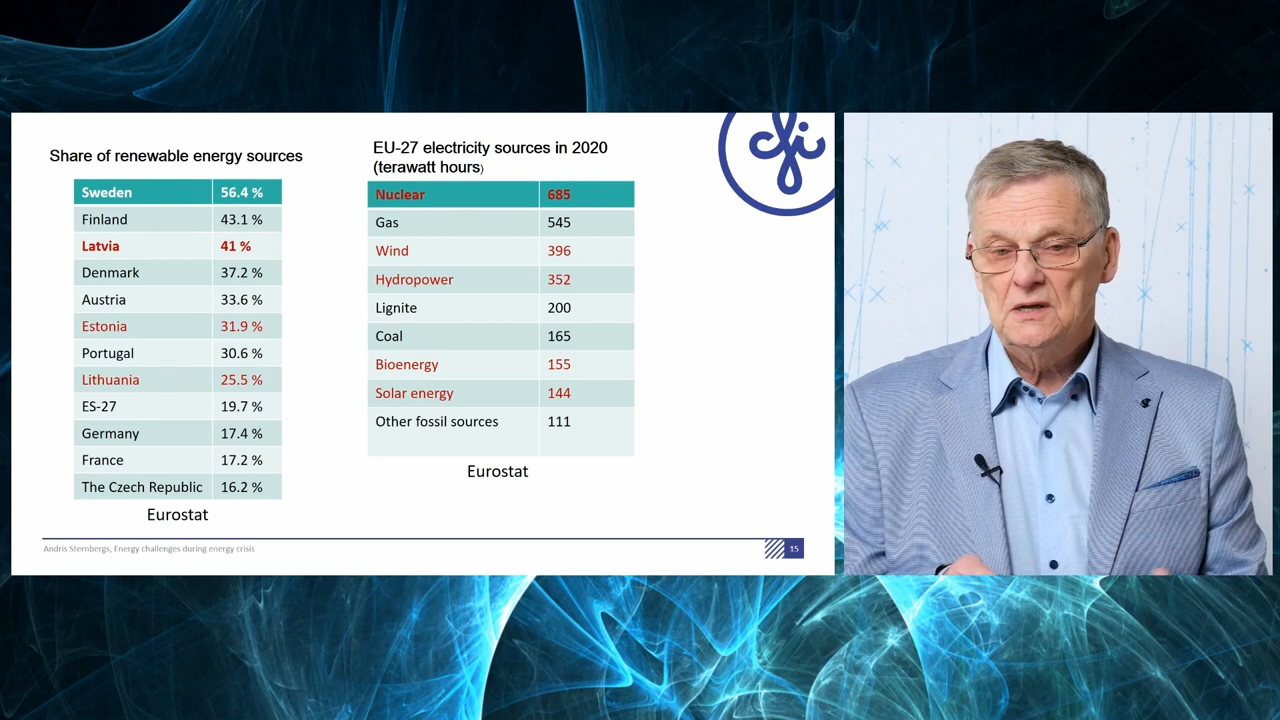 Share of renewable energy sources
Sweden 56.4 %
Finland 43.1 %
Latvia 41 %
Denmark 37.2 %
Austria 33.6 %
Estonia 31.9 %
Portugal 30.6 %
Lithuania 25.5 %
ES-27 19.7 %
Germany 17.4 %
France 17.2 %
The Czech Republic 16.2 %
Eurostat
EU-27 electricity sources in 2020
(terawatt hours)
Nuclear 685
Gas 545
Wind 396
Hydropower 352
Lignite 200
Coal 165
Bioenergy 155
Solar energy 144
Other fossil sources 111
Eurostat
Andris Sternbergs, Energy challenges during energy crisis
15